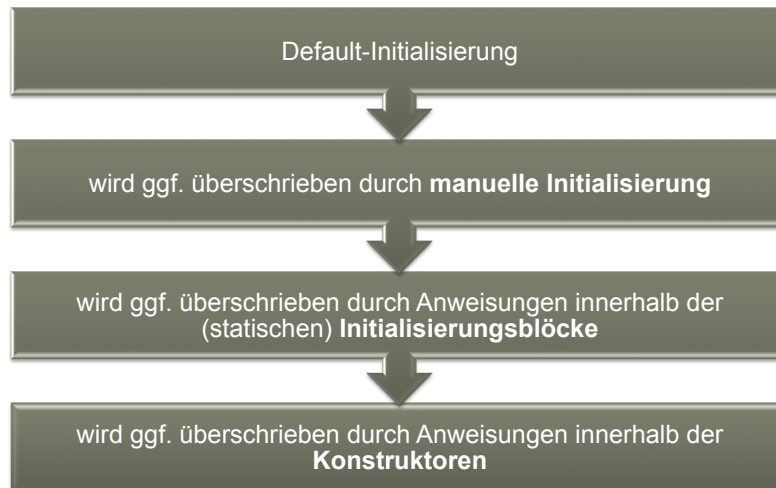 Default-Initialisierung
wird ggf. überschrieben durch manuelle Initialisierung
wird ggf. überschrieben durch Anweisungen innerhalb der
(statischen) Initialisierungsblöcke
wird ggf. überschrieben durch Anweisungen innerhalb der
Konstruktoren